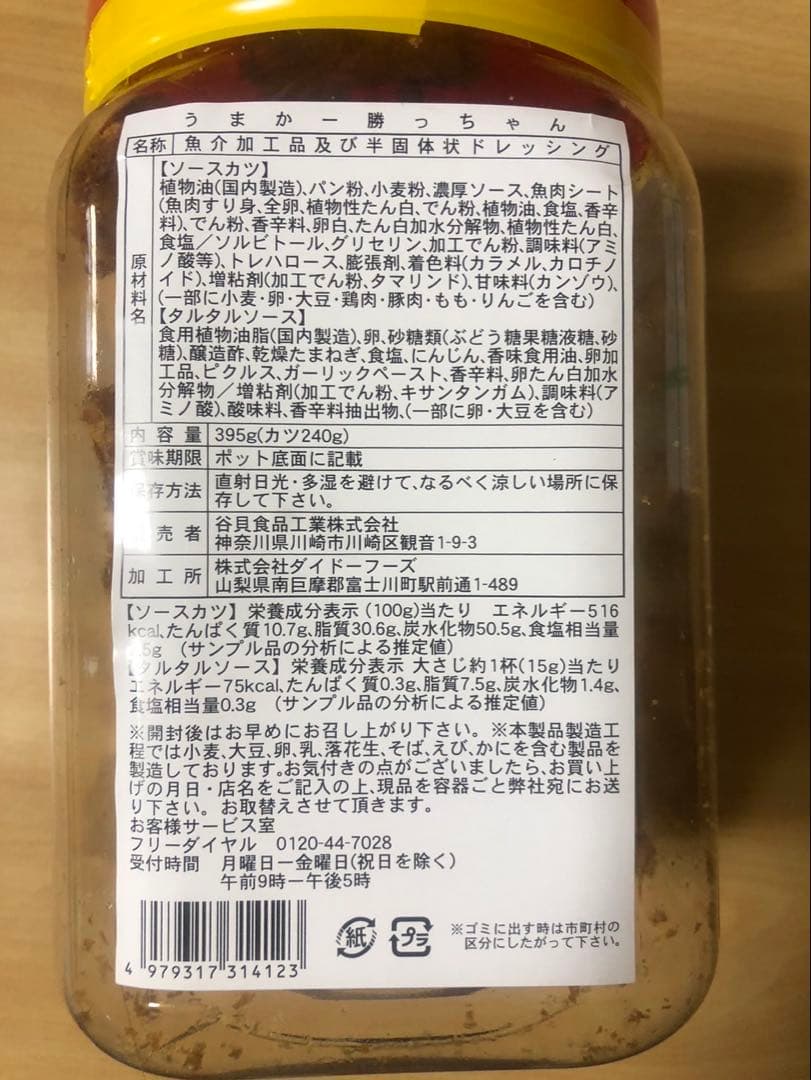 うまか一勝っちゃん
名称 魚介加工品及び半固体状ドレッシング
原材料名
【ソースカツ】
植物油(国内製造)、パン粉、小麦粉、濃厚ソース、魚肉シート
(魚肉すり身、全卵、植物性たん白、でん粉、植物油、食塩、香辛
料)、でん粉、香辛料、卵白、たん白加水分解物、植物性たん白、
食塩／ソルビトール、グリセリン、加工でん粉、調味料(アミ
ノ酸等)、トレハロース、膨張剤、着色料(カラメル、カロチノ
イド)、増粘剤(加工でん粉、タマリンド)、甘味料(カンゾウ)、
(一部に小麦・卵・大豆・鶏肉・豚肉・もも・りんごを含む)
【タルタルソース】
食用植物油脂(国内製造)、卵、砂糖類(ぶどう糖果糖液糖、砂
糖)、醸造酢、乾燥たまねぎ、食塩、にんじん、香味食用油、卵加
工品、ピクルス、ガーリックペースト、香辛料、卵たん白加水
分解物／増粘剤(加工でん粉、キサンタンガム)、調味料(ア
ミノ酸)、酸味料、香辛料抽出物、(一部に卵・大豆を含む)
内容量 395g(カツ240g)
賞味期限 ポット底面に記載
保存方法 直射日光・多湿を避けて、なるべく涼しい場所に保
存して下さい。
売者 谷貝食品工業株式会社
神奈川県川崎市川崎区観音1-9-3
加工所 株式会社ダイドーフーズ
山梨県南巨摩郡富士川町駅前通1-489
【ソースカツ】栄養成分表示(100g)当たり エネルギー516
kcal、たんぱく質10.7g、脂質30.6g、炭水化物50.5g、食塩相当量
.5g (サンプル品の分析による推定値)
【タルタルソース】栄養成分表示 大さじ約1杯(15g)当たり
エネルギー75kcal、たんぱく質0.3g、脂質7.5g、炭水化物1.4g、
食塩相当量0.3g (サンプル品の分析による推定値)
※開封後はお早めにお召し上がり下さい。※本製品製造工
程では小麦、大豆、卵、乳、落花生、そば、えび、かにを含む製品を
製造しております。お気付きの点がございましたら、お買い上
げの月日・店名をご記入の上、現品を容器ごと弊社宛にお送
り下さい。お取替えさせて頂きます。
お客様サービス室
フリーダイヤル 0120-44-7028
受付時間 月曜日ー金曜日(祝日を除く)
午前9時ー午後5時
紙 プラ
※ゴミに出す時は市町村の
区分にしたがって下さい。
4 979317 314123